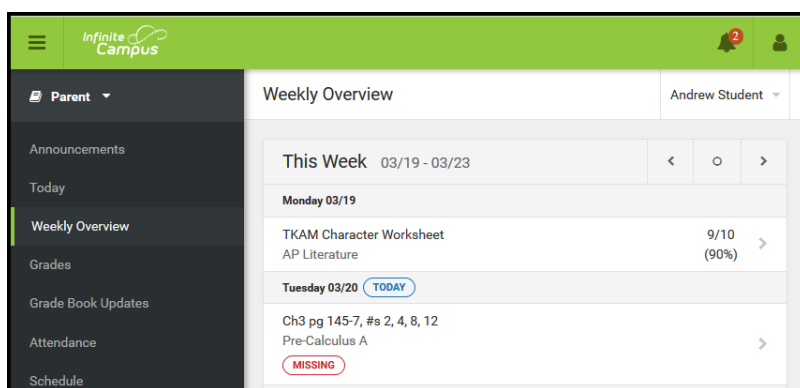 Infinite
Campus
2
Parent
Weekly Overview
Andrew Student
Announcements
Today
Weekly Overview
Grades
Grade Book Updates
Attendance
Schedule
This Week 03/19 - 03/23
Monday 03/19
TKAM Character Worksheet
9/10
AP Literature
(90%)
Tuesday 03/20 TODAY
Ch3 pg 145-7, #s 2, 4, 8, 12
Pre-Calculus A
MISSING